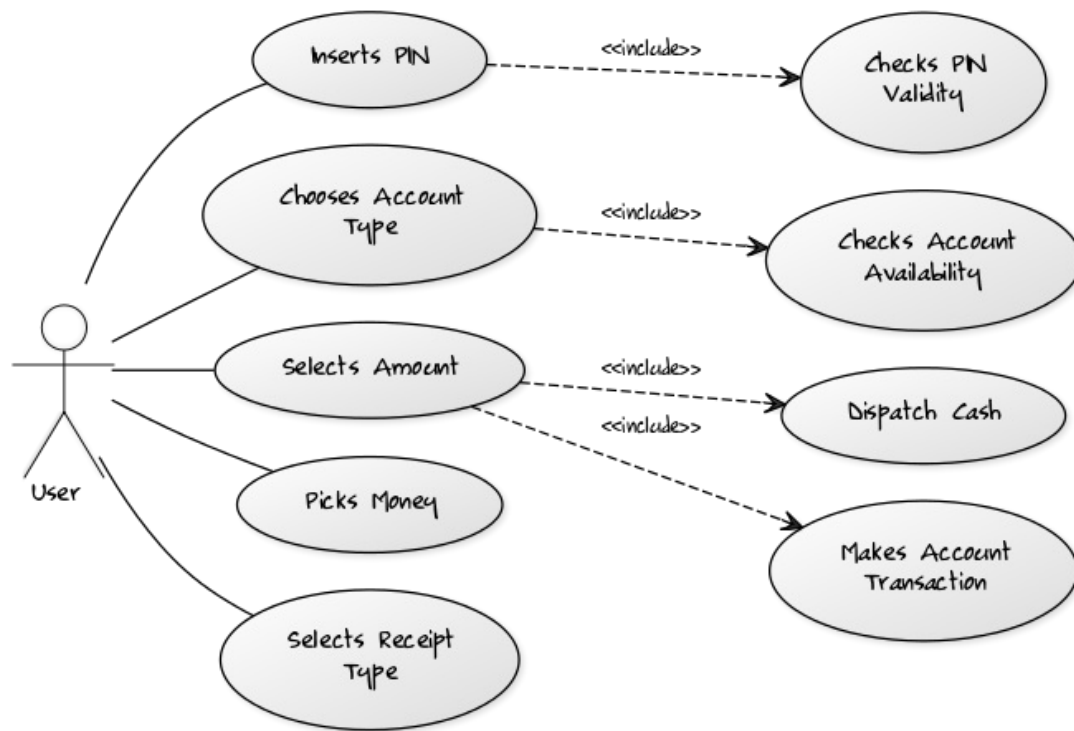 Inserts PIN
<<include>>
Checks PIN
Validity
Chooses Account
Type
<<include>>
Checks Account
Availability
Selects Amount
<<include>>
Dispatch Cash
<<include>>
Picks Money
Makes Account
Transaction
Selects Receipt
Type
User